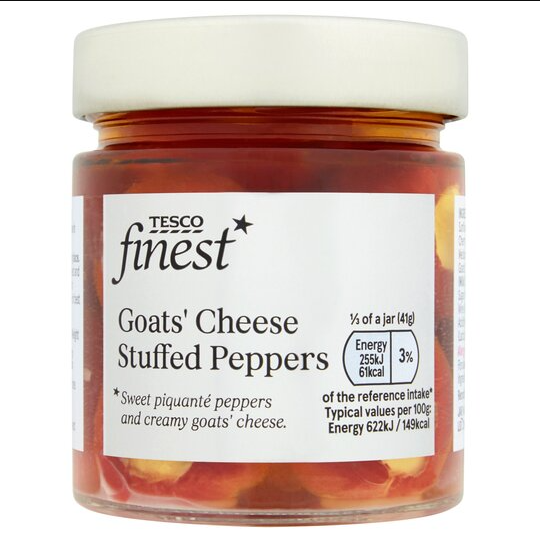 TESCO
finest*
Goats' Cheese
Stuffed Peppers
*Sweet piquanté peppers
and creamy goats' cheese.
⅓ of a jar (41g)
Energy
255kJ
61kcal
3%
of the reference intake*
Typical values per 100g:
Energy 622kJ / 149kcal